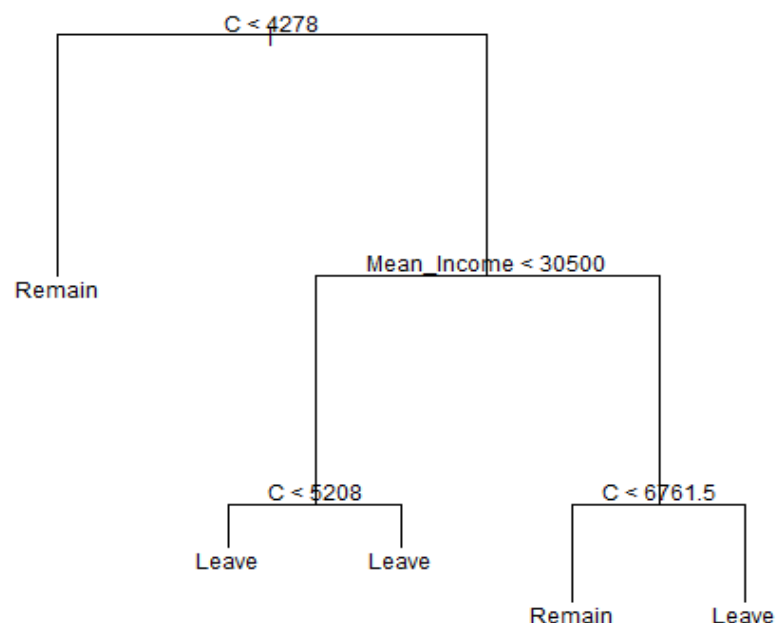 C < 4278
Mean_Income < 30500
Remain
C < 5208
C < 6761.5
Leave
Leave
Remain
Leave